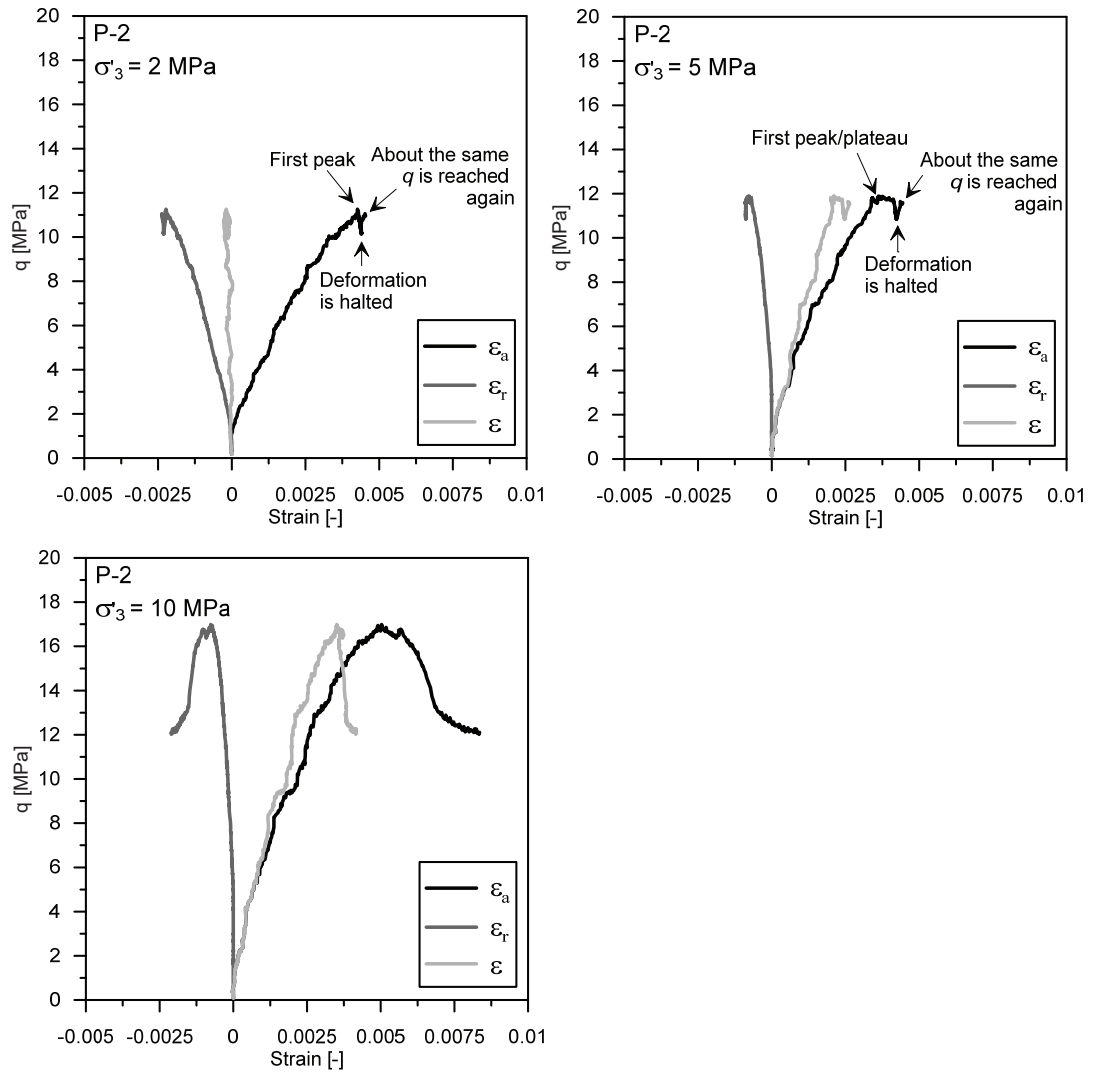 P-2
σ'3 = 2 MPa
20
18
16
14
12
10
8
6
4
2
0
q [MPa]
First peak
About the same
q is reached
again
Deformation
is halted
εa
εr
ε
-0.005 -0.0025 0 0.0025 0.005 0.0075 0.01
Strain [-]
P-2
σ'3 = 5 MPa
20
18
16
14
12
10
8
6
4
2
0
q [MPa]
First peak/plateau
About the same
q is reached
again
Deformation
is halted
εa
εr
ε
-0.005 -0.0025 0 0.0025 0.005 0.0075 0.01
Strain [-]
P-2
σ'3 = 10 MPa
20
18
16
14
12
10
8
6
4
2
0
q [MPa]
εa
εr
ε
-0.005 -0.0025 0 0.0025 0.005 0.0075 0.01
Strain [-]